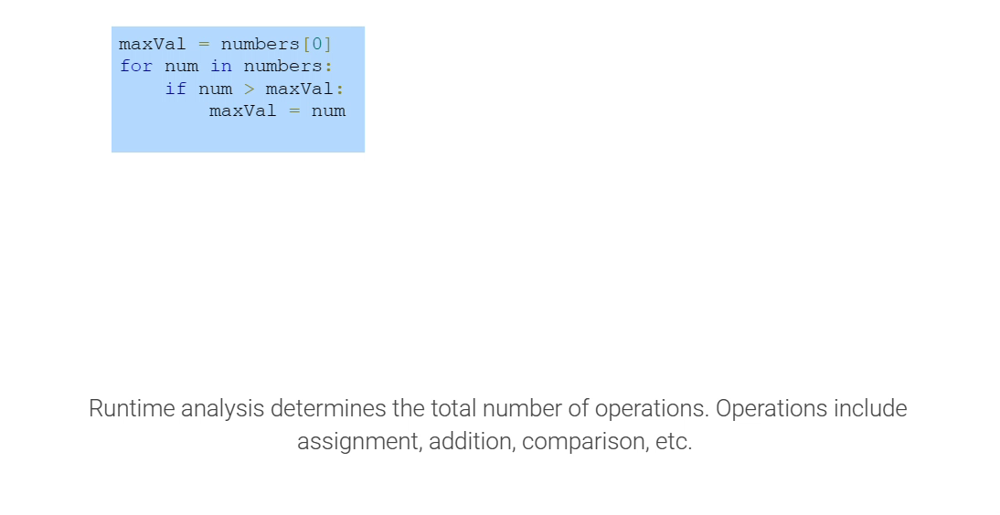 maxVal = numbers[0]
for num in numbers:
    if num > maxVal:
        maxVal = num
Runtime analysis determines the total number of operations. Operations include
assignment, addition, comparison, etc.